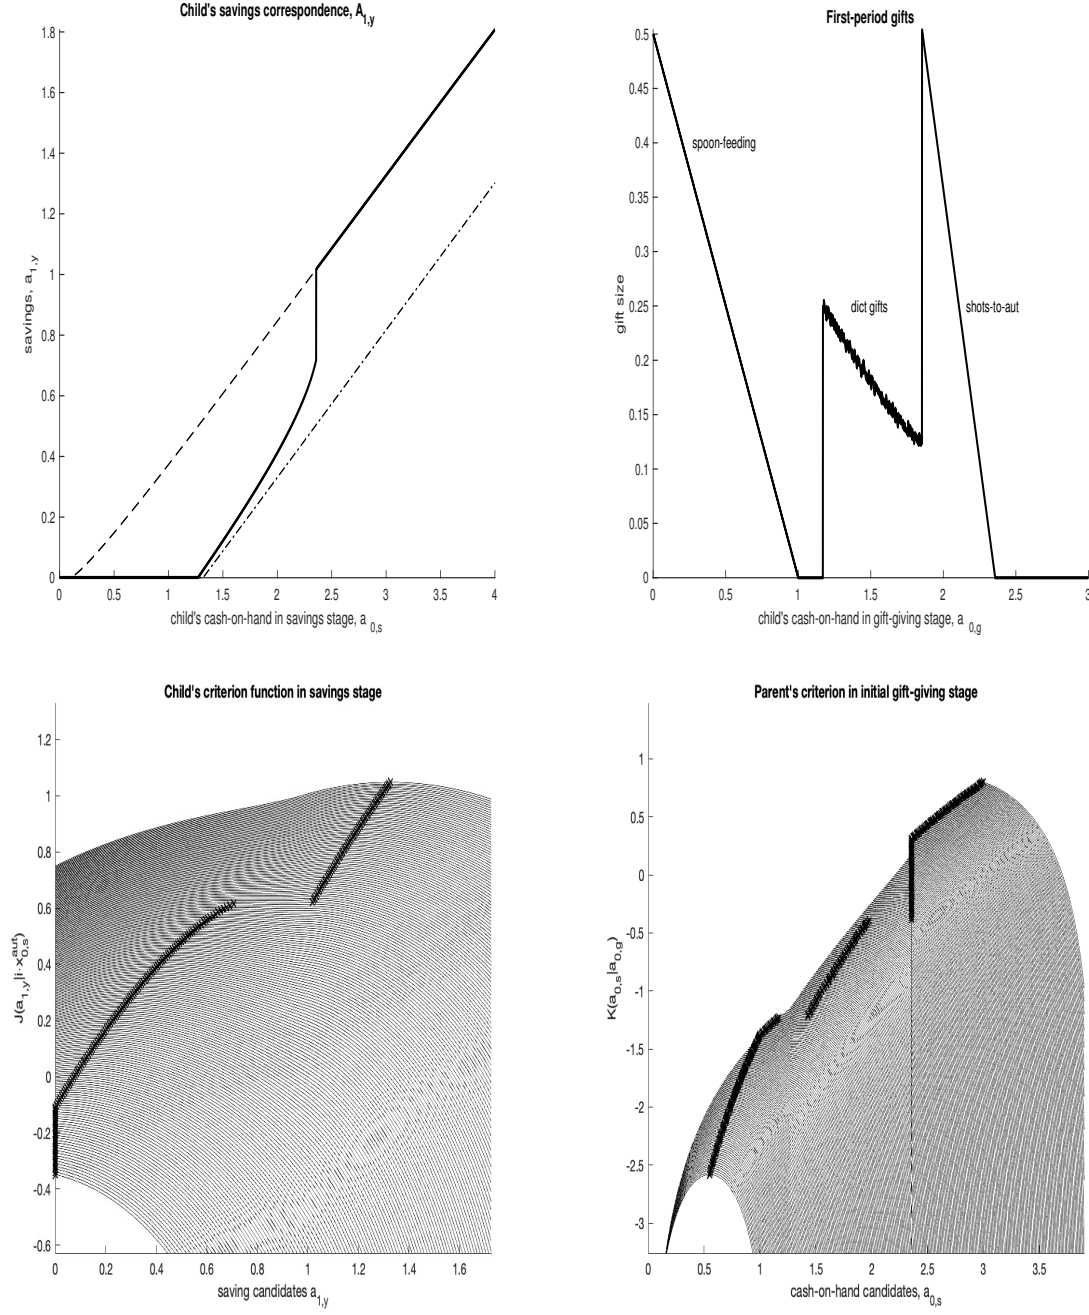 Child's savings correspondence, A1,y
1.8
1.6
1.4
1.2
1
0.8
0.6
0.4
0.2
0
savings, a1,y
0 0.5 1 1.5 2 2.5 3 3.5 4
child's cash-on-hand in savings stage, a 0,s
First-period gifts
0.5
0.45
0.4
0.35
0.3
0.25
0.2
0.15
0.1
0.05
0
gift size
spoon-feeding
dict gifts
shots-to-aut
0 0.5 1 1.5 2 2.5 3
child's cash-on-hand in gift-giving stage, a 0,g
Child's criterion function in savings stage
1.2
1
0.8
0.6
0.4
0.2
0
-0.2
-0.4
-0.6
J(a1,y|i·x0,s^aut)
0 0.2 0.4 0.6 0.8 1 1.2 1.4 1.6
saving candidates a1,y
Parent's criterion in initial gift-giving stage
1
0.5
0
-0.5
-1
-1.5
-2
-2.5
-3
K(a0,s|a0,g)
0 0.5 1 1.5 2 2.5 3 3.5
cash-on-hand candidates, a0,s